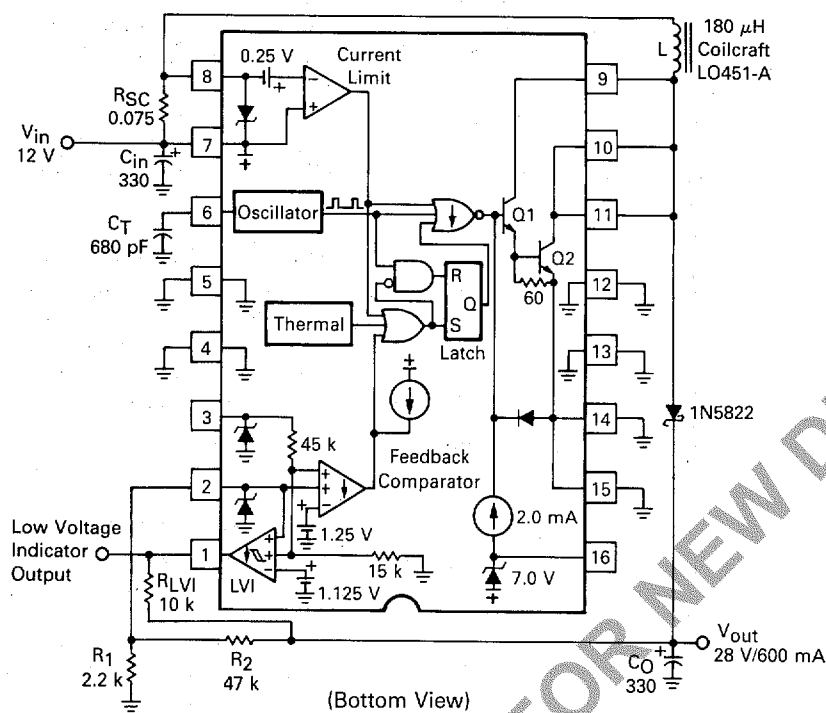 180 µH
Coilcraft
LO451-A
L
0.25 V
Current
Limit
8
9
RSC
0.075
Vin
12 V
7
10
Cin
330
+
6
Oscillator
11
Q1
CT
680 pF
Q2
5
R
Q
S
60
12
Thermal
Latch
4
13
3
45 k
14
1N5822
Feedback
Comparator
2
15
1.25 V
2.0 mA
Low Voltage
Indicator
Output
1
LVI
15 k
16
1.125 V
7.0 V
RLVI
10 k
Vout
28 V/600 mA
R1
2.2 k
R2
47 k
CO
330
(Bottom View)
FOR NEW D